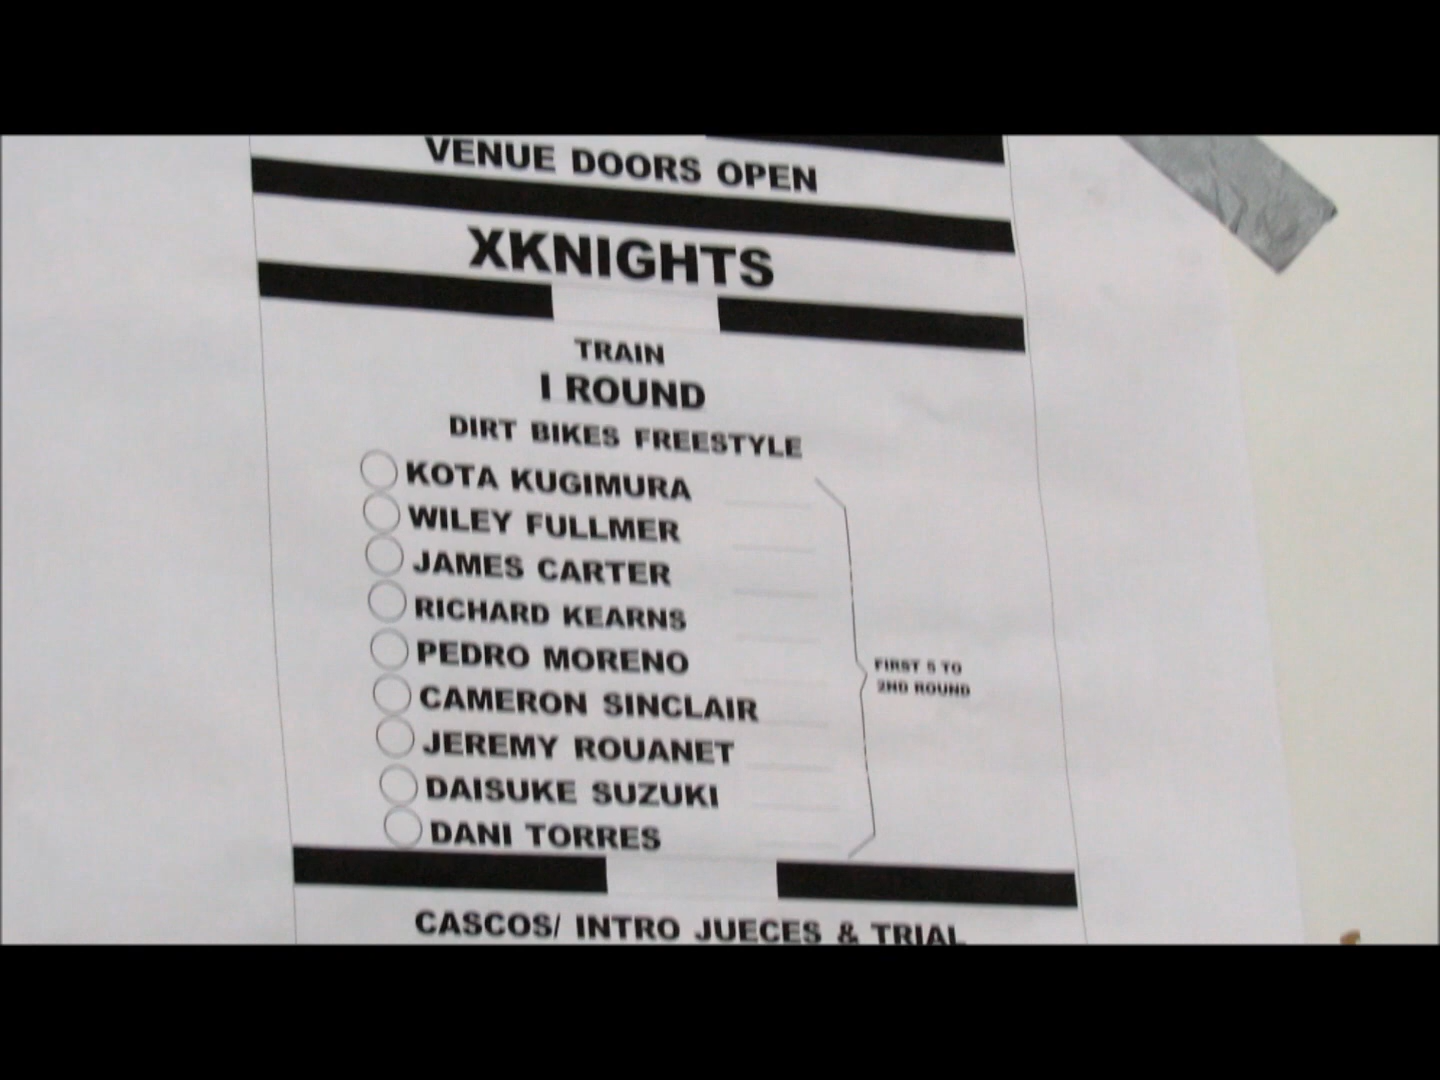 VENUE DOORS OPEN
XKNIGHTS
TRAIN
I ROUND
DIRT BIKES FREESTYLE
KOTA KUGIMURA
WILEY FULLMER
JAMES CARTER
RICHARD KEARNS
PEDRO MORENO
CAMERON SINCLAIR
JEREMY ROUANET
DAISUKE SUZUKI
DANI TORRES
FIRST 5 TO
2ND ROUND
CASCOS/ INTRO JUECES & TRIAL